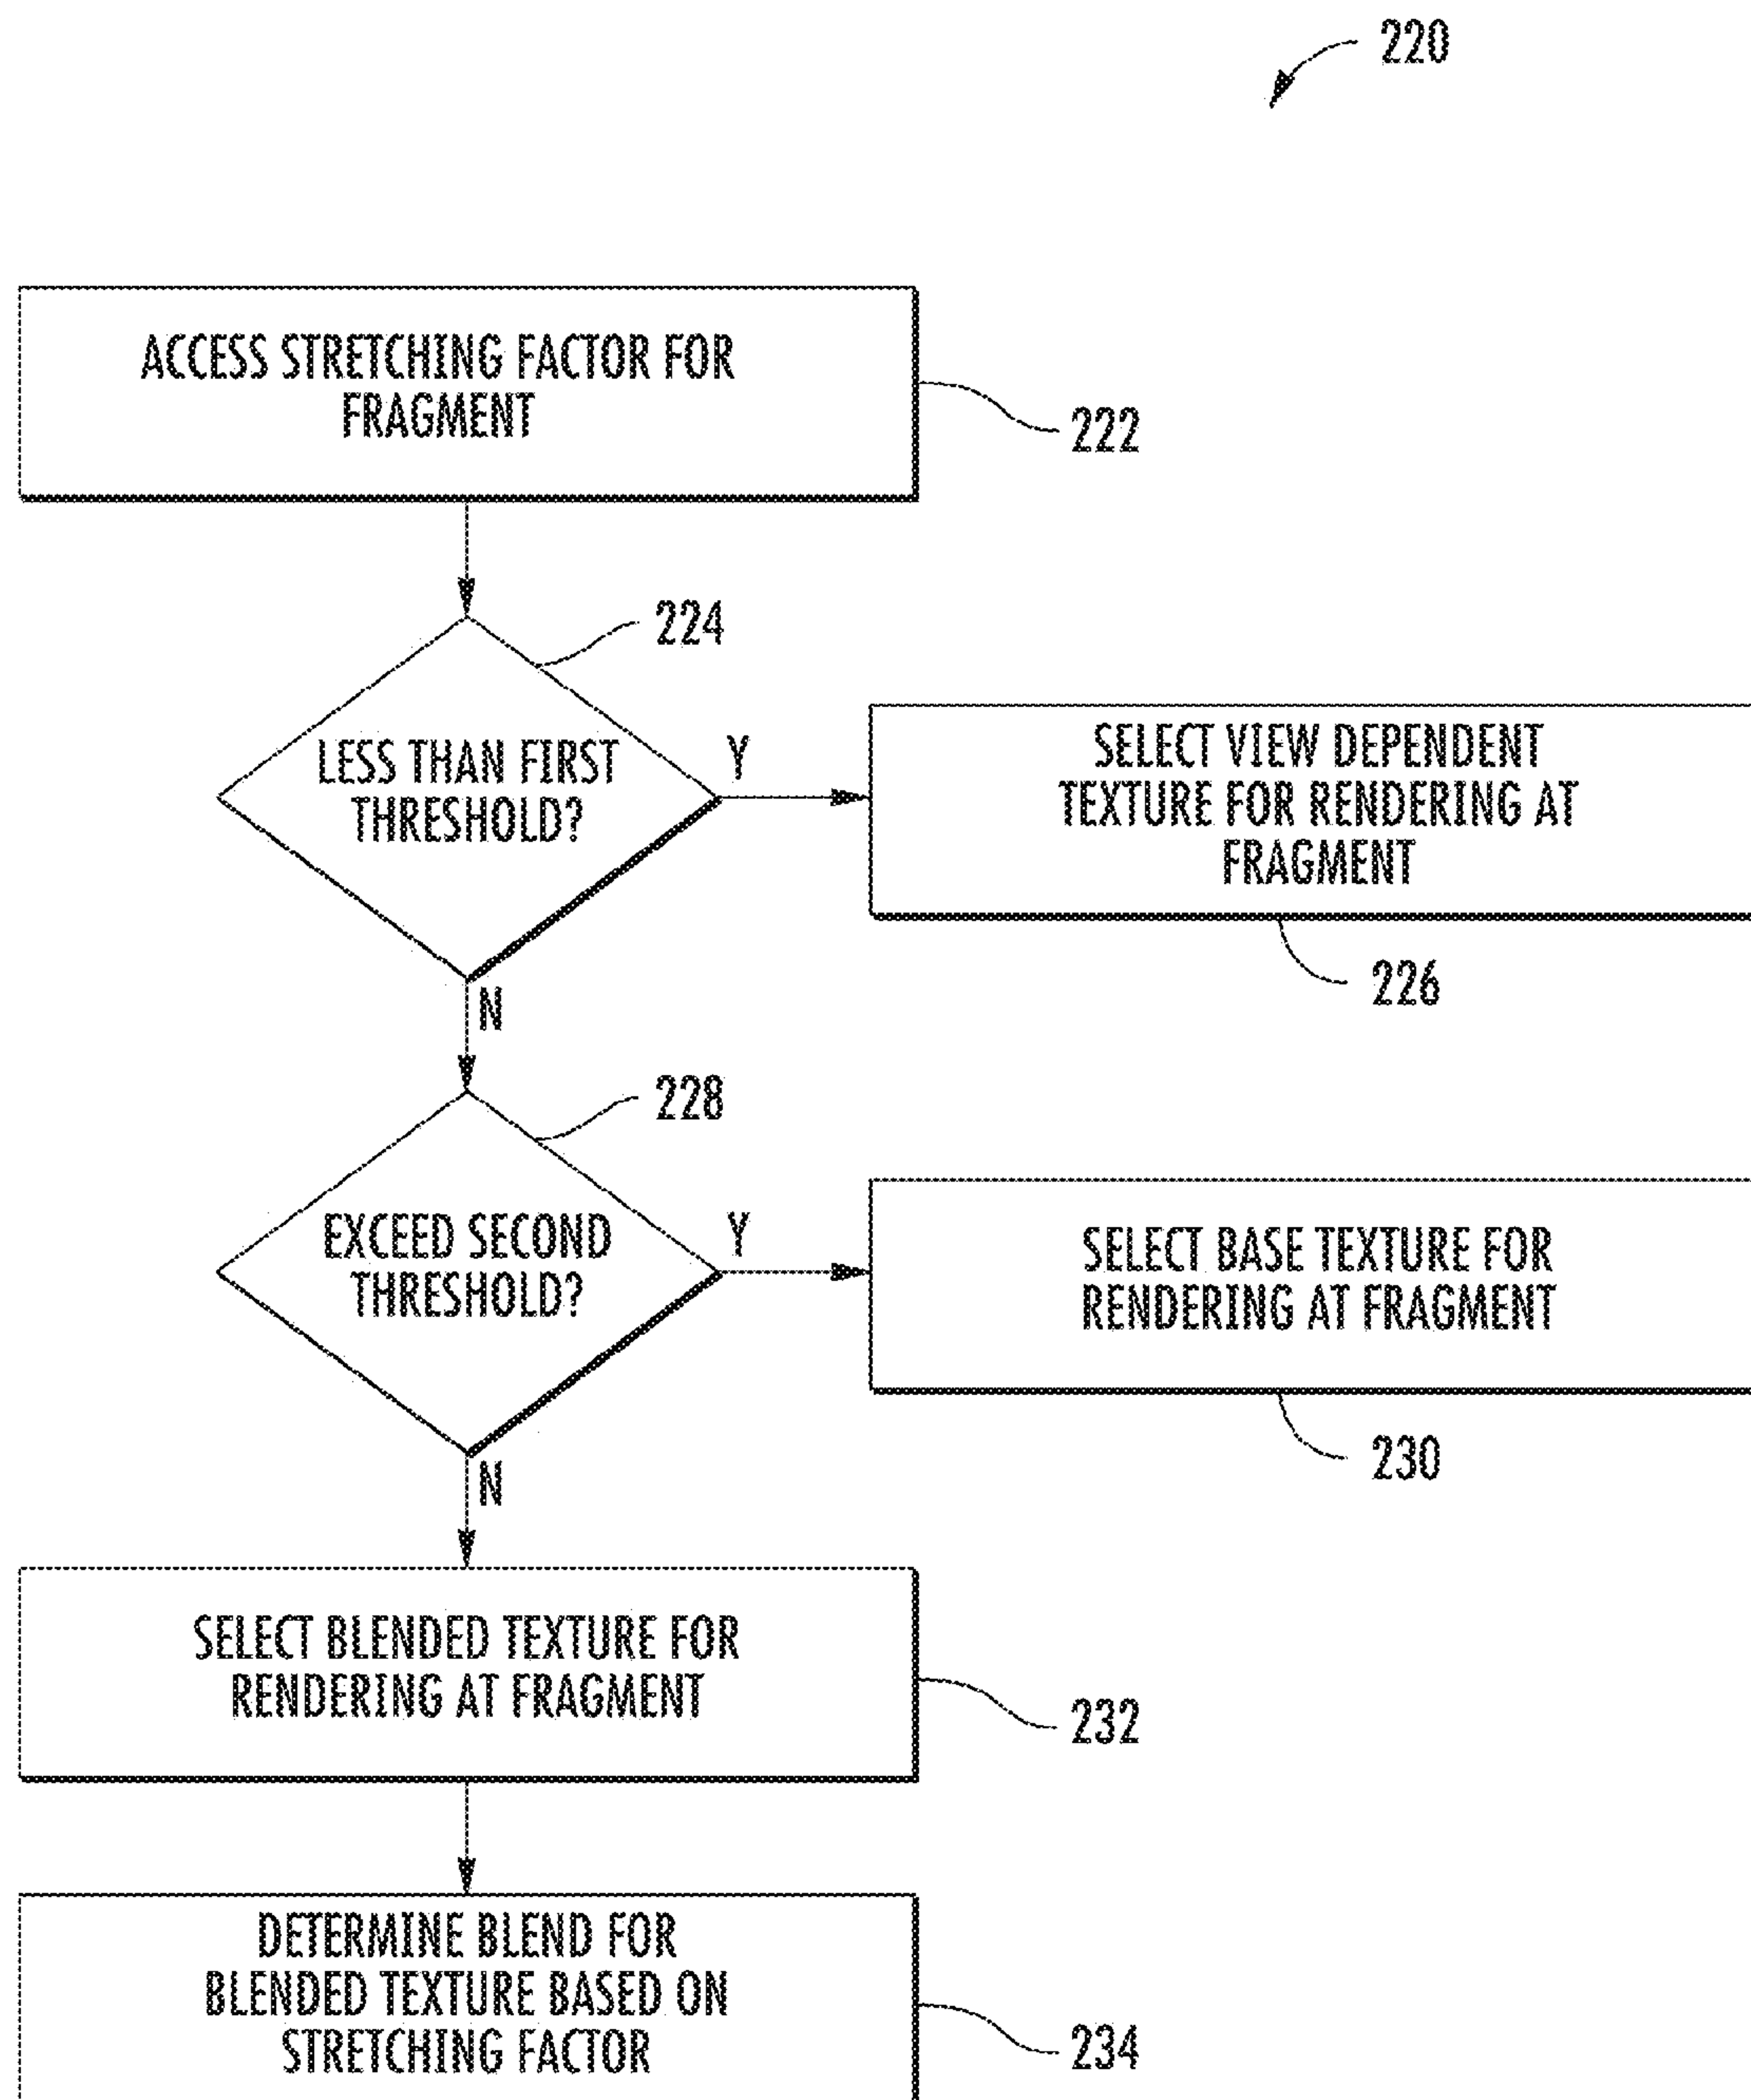 220
ACCESS STRETCHING FACTOR FOR
FRAGMENT
222
224
LESS THAN FIRST
THRESHOLD?
Y
SELECT VIEW DEPENDENT
TEXTURE FOR RENDERING AT
FRAGMENT
226
N
228
EXCEED SECOND
THRESHOLD?
Y
SELECT BASE TEXTURE FOR
RENDERING AT FRAGMENT
230
N
SELECT BLENDED TEXTURE FOR
RENDERING AT FRAGMENT
232
DETERMINE BLEND FOR
BLENDED TEXTURE BASED ON
STRETCHING FACTOR
234